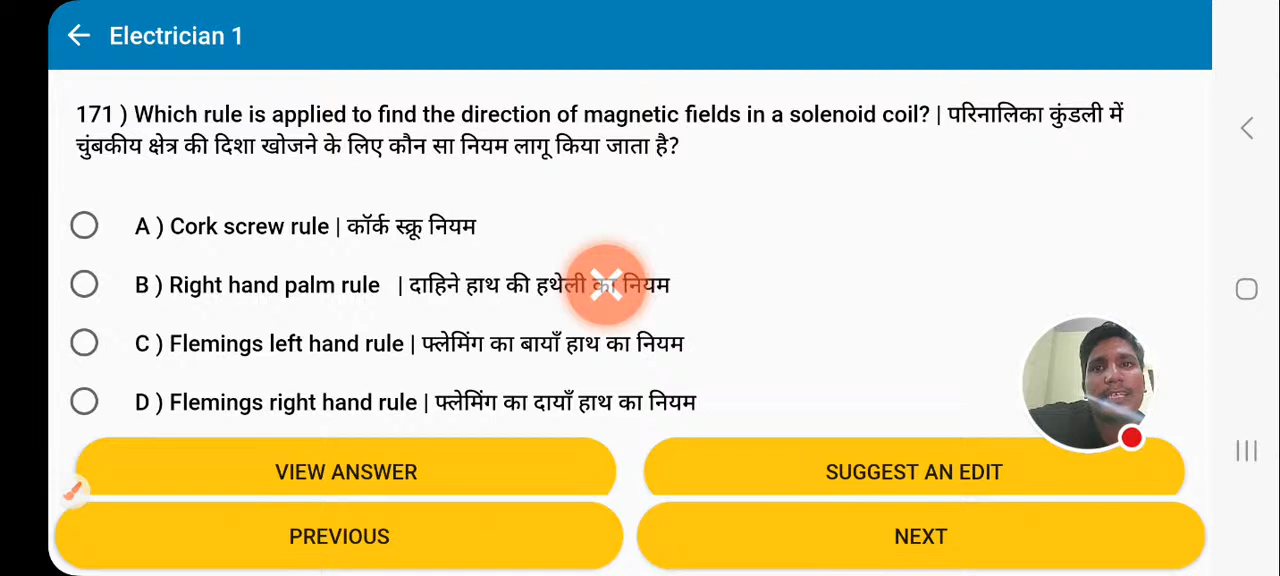 Electrician 1
171 ) Which rule is applied to find the direction of magnetic fields in a solenoid coil? | परिनालिका कुंडली में
चुंबकीय क्षेत्र की दिशा खोजने के लिए कौन सा नियम लागू किया जाता है?
A ) Cork screw rule | कॉर्क स्क्रू नियम
B ) Right hand palm rule | दाहिने हाथ की हथेली का नियम
C ) Flemings left hand rule | फ्लेमिंग का बायाँ हाथ का नियम
D ) Flemings right hand rule | फ्लेमिंग का दायाँ हाथ का नियम
VIEW ANSWER
SUGGEST AN EDIT
PREVIOUS
NEXT